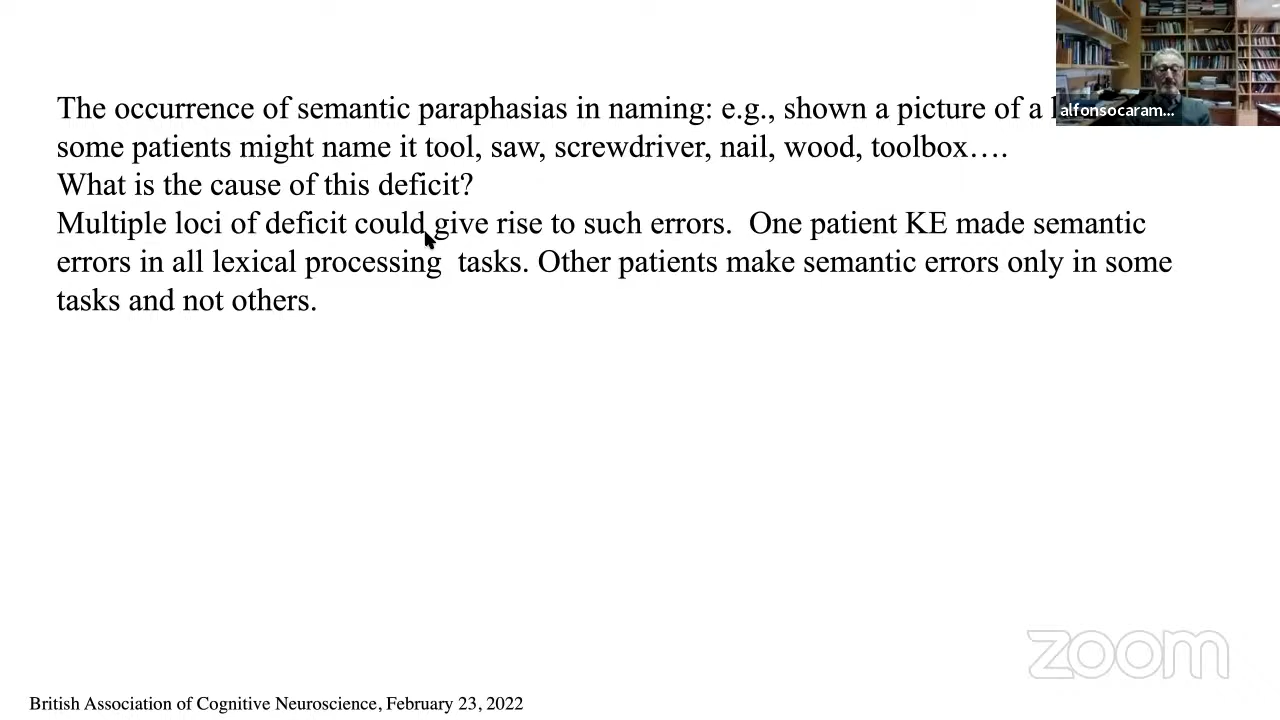 The occurrence of semantic paraphasias in naming: e.g., shown a picture of a
alfonsocaram...
some patients might name it tool, saw, screwdriver, nail, wood, toolbox….
What is the cause of this deficit?
Multiple loci of deficit could give rise to such errors.  One patient KE made semantic
errors in all lexical processing  tasks. Other patients make semantic errors only in some
tasks and not others.
zoom
British Association of Cognitive Neuroscience, February 23, 2022